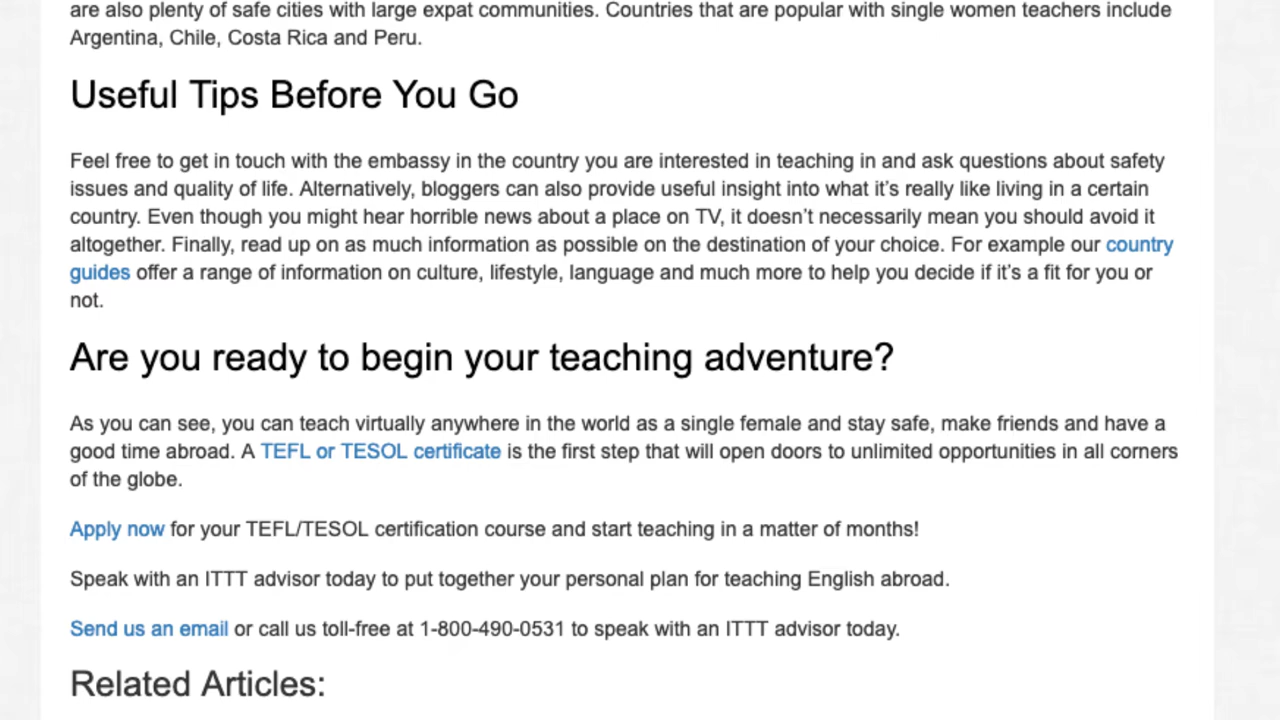 are also plenty of safe cities with large expat communities. Countries that are popular with single women teachers include
Argentina, Chile, Costa Rica and Peru.
Useful Tips Before You Go
Feel free to get in touch with the embassy in the country you are interested in teaching in and ask questions about safety
issues and quality of life. Alternatively, bloggers can also provide useful insight into what it’s really like living in a certain
country. Even though you might hear horrible news about a place on TV, it doesn’t necessarily mean you should avoid it
altogether. Finally, read up on as much information as possible on the destination of your choice. For example our country
guides offer a range of information on culture, lifestyle, language and much more to help you decide if it’s a fit for you or
not.
Are you ready to begin your teaching adventure?
As you can see, you can teach virtually anywhere in the world as a single female and stay safe, make friends and have a
good time abroad. A TEFL or TESOL certificate is the first step that will open doors to unlimited opportunities in all corners
of the globe.
Apply now for your TEFL/TESOL certification course and start teaching in a matter of months!
Speak with an ITTT advisor today to put together your personal plan for teaching English abroad.
Send us an email or call us toll-free at 1-800-490-0531 to speak with an ITTT advisor today.
Related Articles: